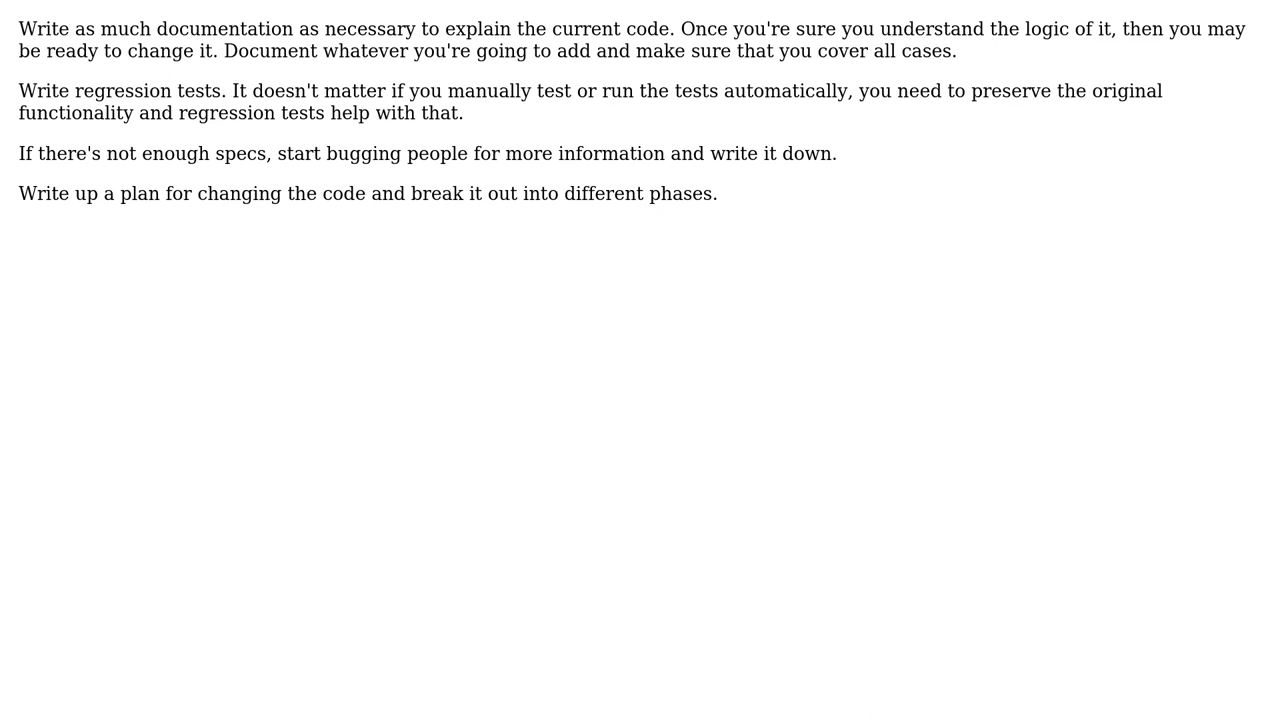 Write as much documentation as necessary to explain the current code. Once you're sure you understand the logic of it, then you may
be ready to change it. Document whatever you're going to add and make sure that you cover all cases.
Write regression tests. It doesn't matter if you manually test or run the tests automatically, you need to preserve the original
functionality and regression tests help with that.
If there's not enough specs, start bugging people for more information and write it down.
Write up a plan for changing the code and break it out into different phases.